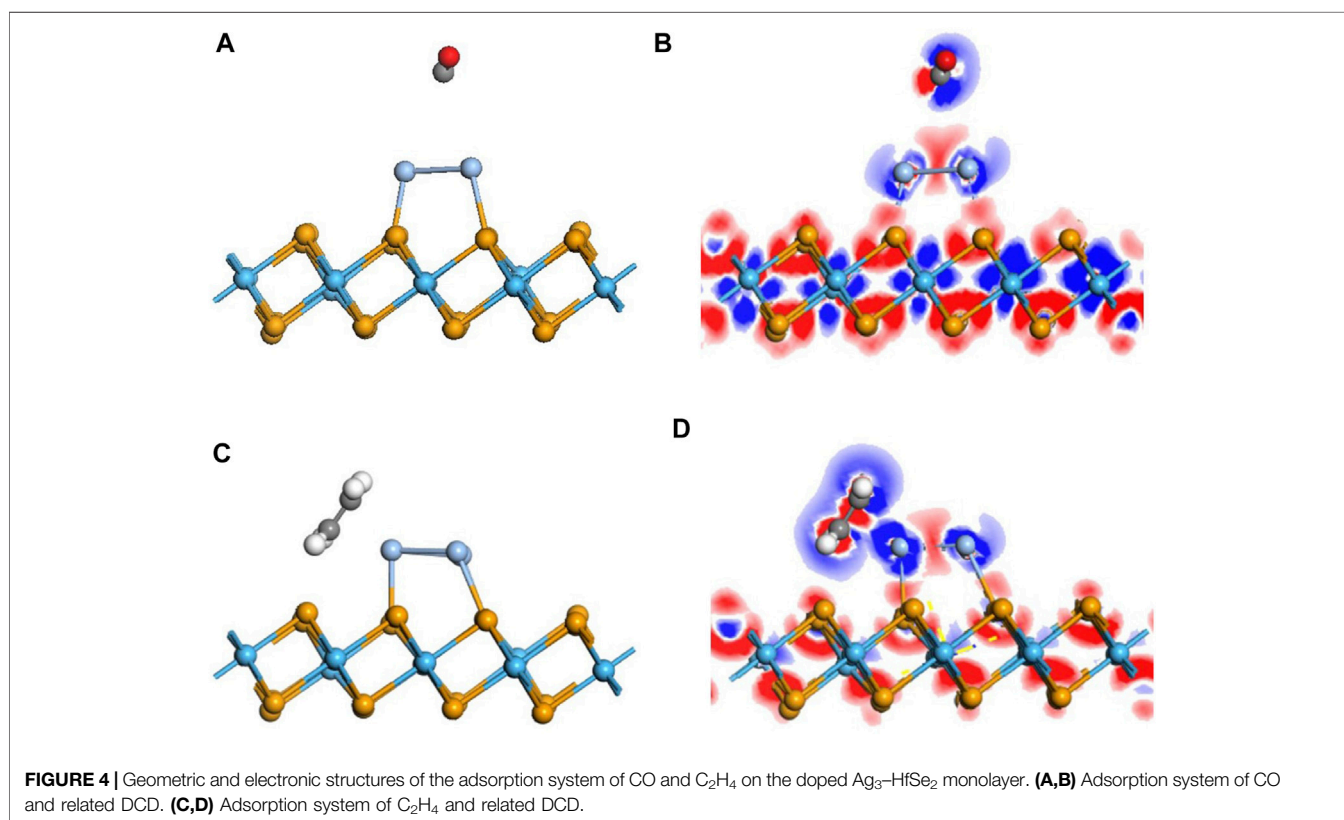 A
B
C
D
FIGURE 4 | Geometric and electronic structures of the adsorption system of CO and C₂H₄ on the doped Ag₃–HfSe₂ monolayer. (A,B) Adsorption system of CO
and related DCD. (C,D) Adsorption system of C₂H₄ and related DCD.